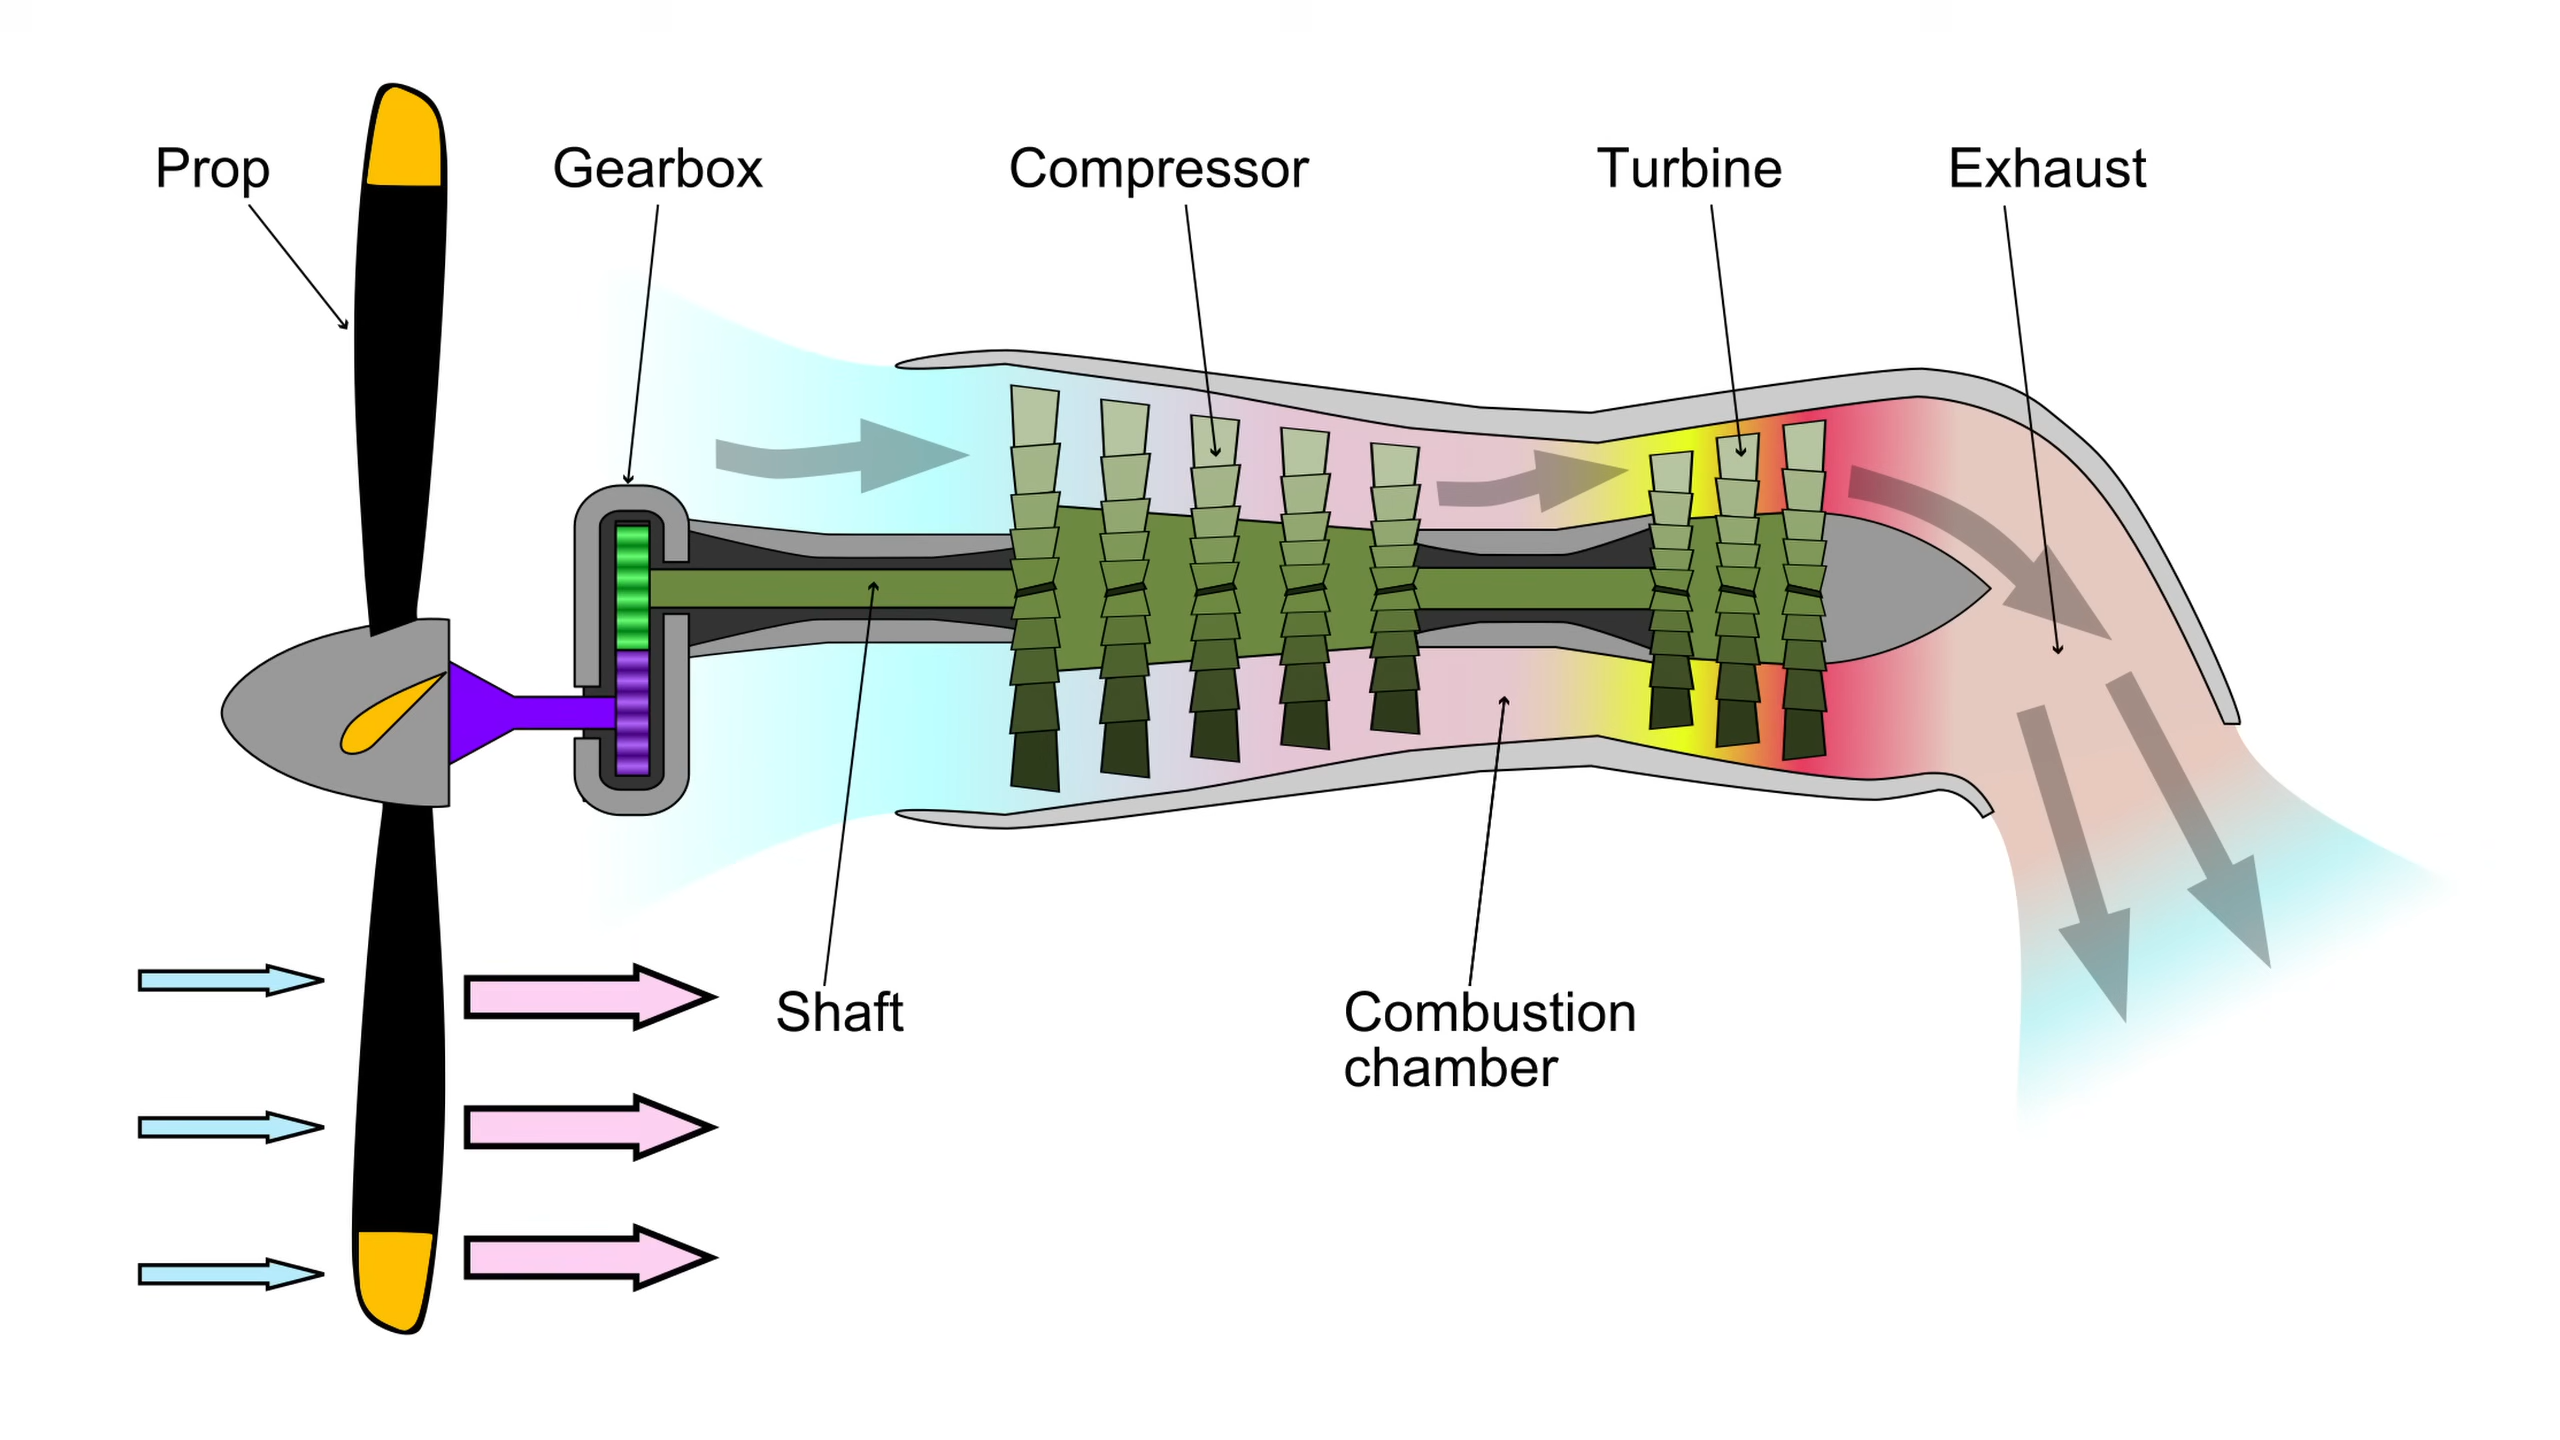 Prop
Gearbox
Compressor
Turbine
Exhaust
Shaft
Combustion
chamber